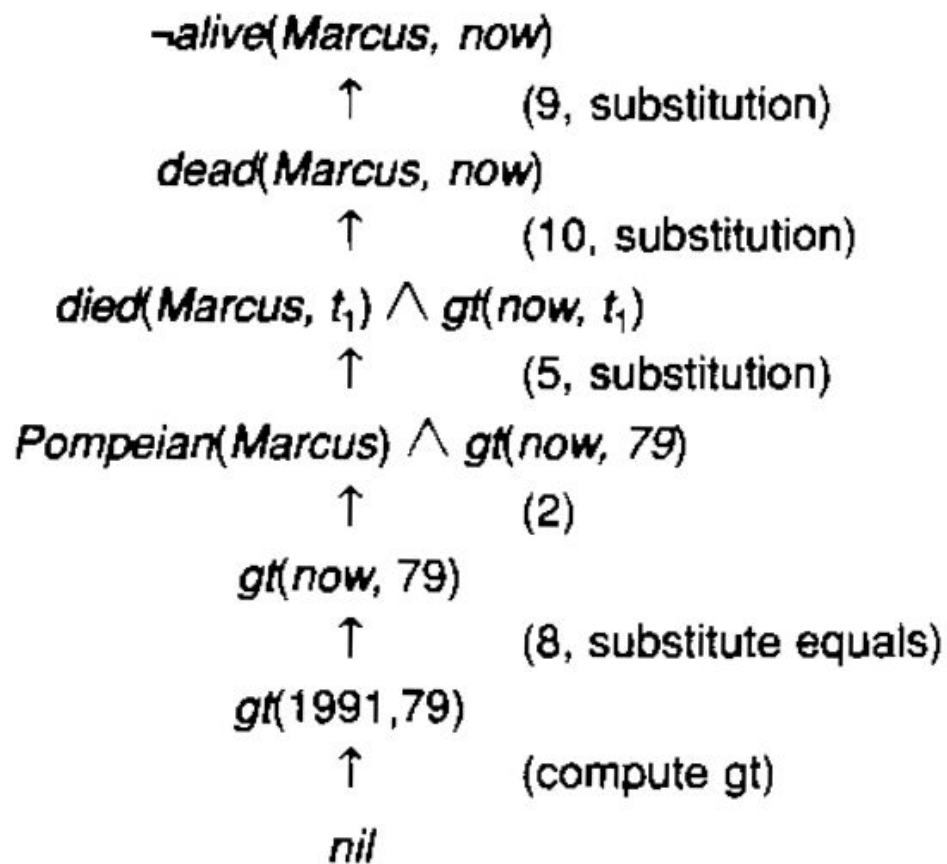 ¬alive(Marcus, now)
↑ (9, substitution)
dead(Marcus, now)
↑ (10, substitution)
died(Marcus, t₁) ∧ gt(now, t₁)
↑ (5, substitution)
Pompeian(Marcus) ∧ gt(now, 79)
↑ (2)
gt(now, 79)
↑ (8, substitute equals)
gt(1991,79)
↑ (compute gt)
nil